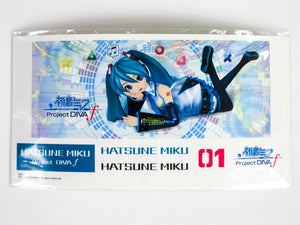 初音ミク
Project DIVA f
HATSUNE MIKU
Project DIVA f
HATSUNE MIKU
HATSUNE MIKU
01
初音ミク
Project DIVA f